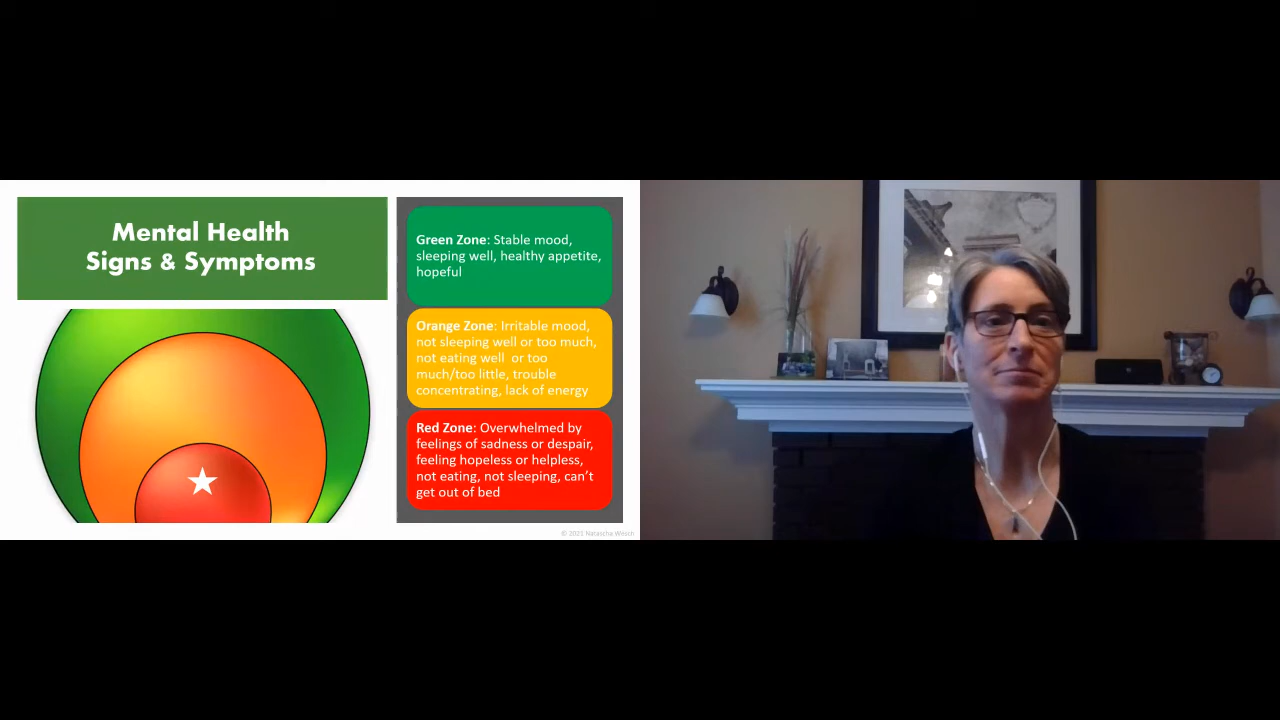 Mental Health
Signs & Symptoms
Green Zone: Stable mood,
sleeping well, healthy appetite,
hopeful
Orange Zone: Irritable mood,
not sleeping well or too much,
not eating well or too
much/too little, trouble
concentrating, lack of energy
Red Zone: Overwhelmed by
feelings of sadness or despair,
feeling hopeless or helpless,
not eating, not sleeping, can't
get out of bed
© 2021 Natascha